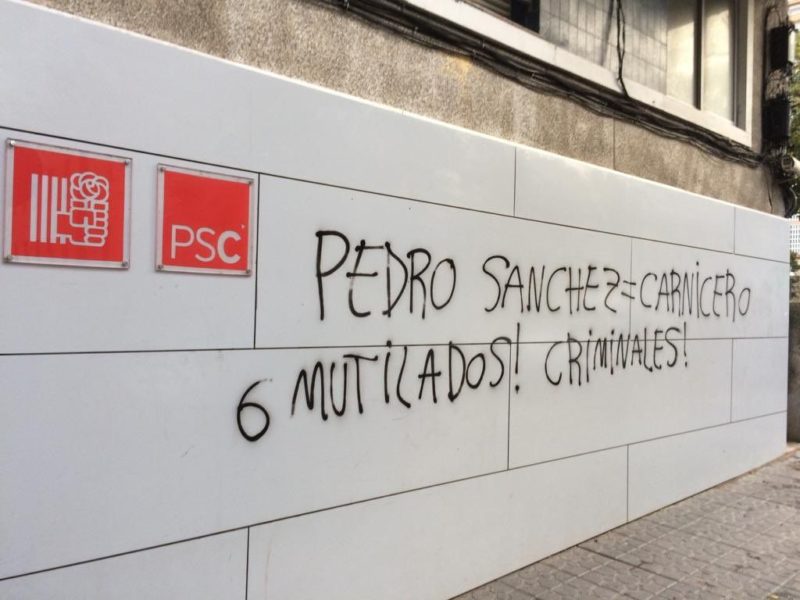 PSC
PEDRO SANCHEZ=CARNICERO
6 MUTILADOS! CRIMINALES!